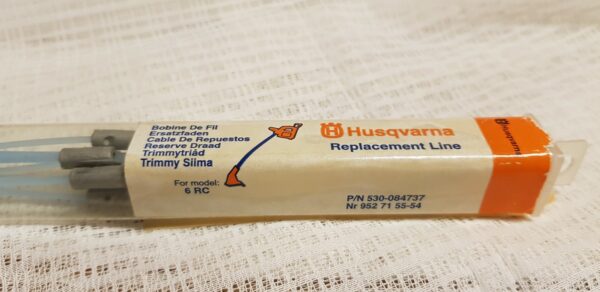 Bobine De Fil
Ersatzfaden
Cable De Repuestos
Reserve Draad
Trimmytriåd
Trimmy Siima
For model:
6 RC
Husqvarna
Replacement Line
P/N 530-084737
Nr 952 71 55-54
Husqvarna